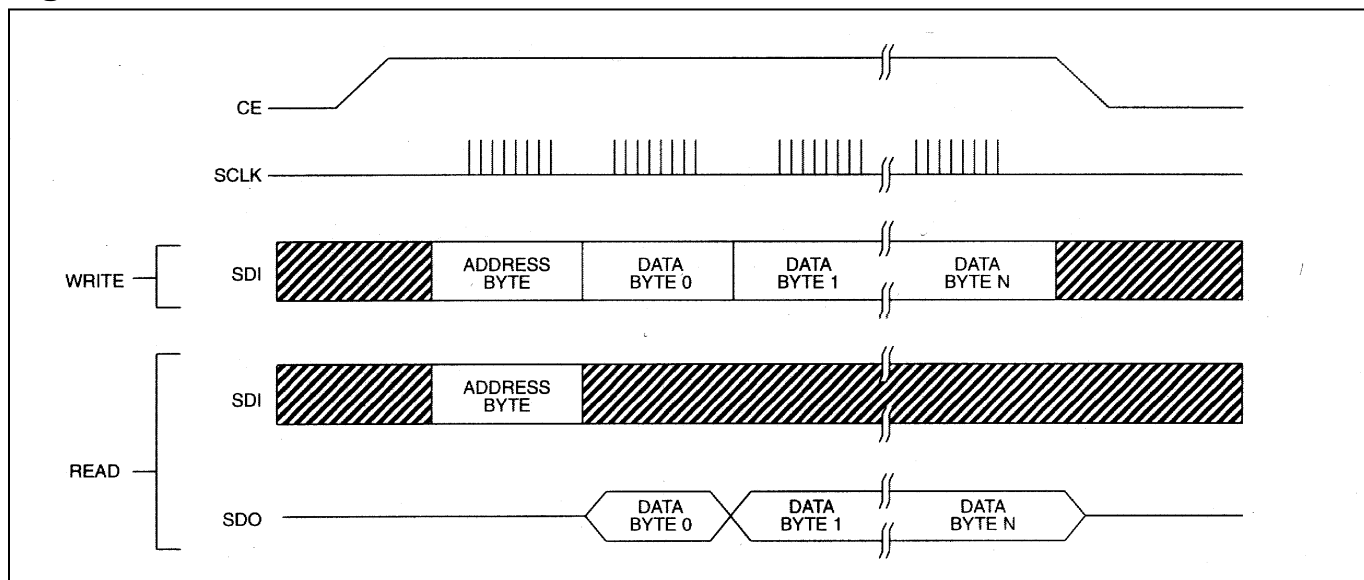 CE
SCLK
WRITE
SDI
ADDRESS
BYTE
DATA
BYTE 0
DATA
BYTE 1
DATA
BYTE N
READ
SDI
ADDRESS
BYTE
SDO
DATA
BYTE 0
DATA
BYTE 1
DATA
BYTE N